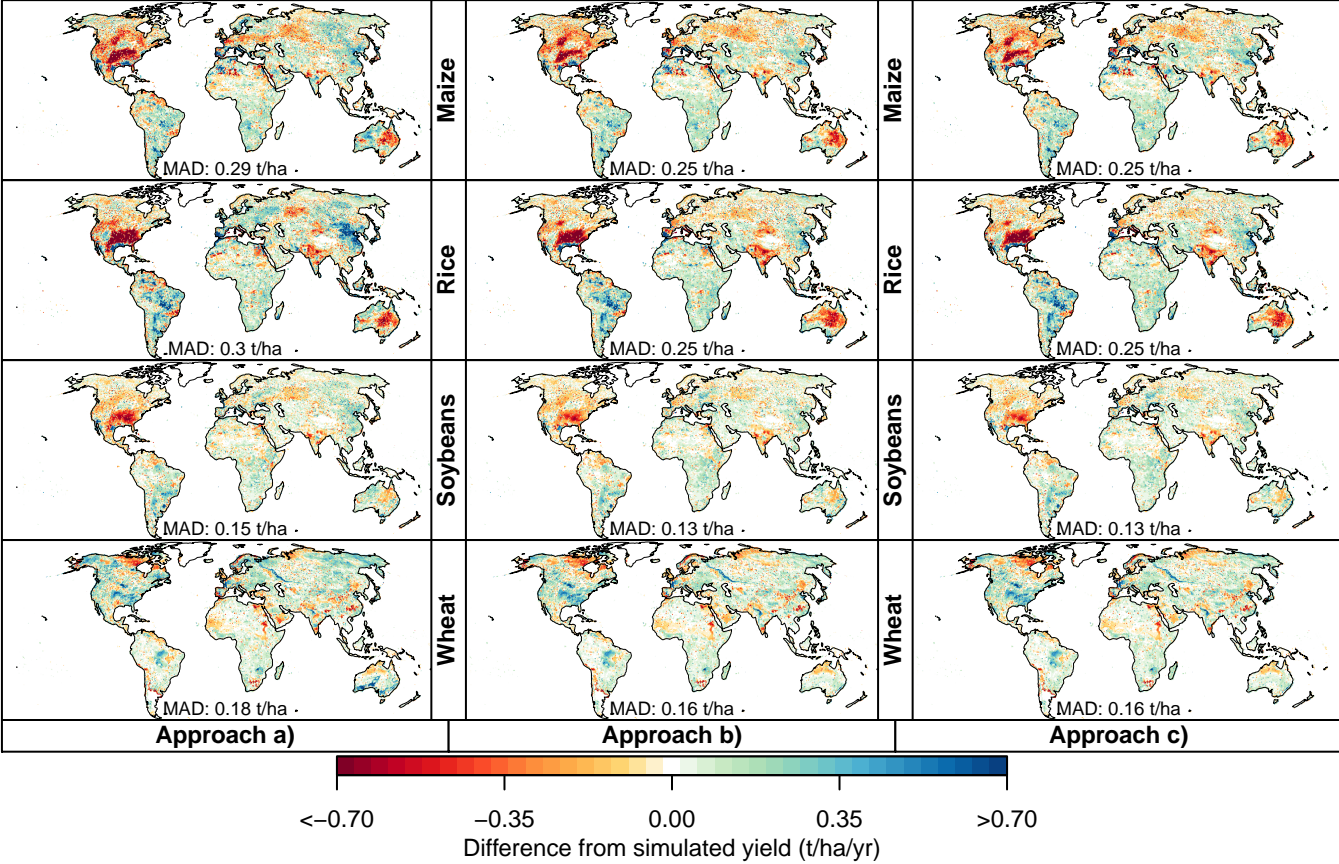 Maize
Maize
MAD: 0.29 t/ha
MAD: 0.25 t/ha
MAD: 0.25 t/ha
Rice
Rice
MAD: 0.3 t/ha
MAD: 0.25 t/ha
MAD: 0.25 t/ha
Soybeans
Soybeans
MAD: 0.15 t/ha
MAD: 0.13 t/ha
MAD: 0.13 t/ha
Wheat
Wheat
MAD: 0.18 t/ha
MAD: 0.16 t/ha
MAD: 0.16 t/ha
Approach a)
Approach b)
Approach c)
<−0.70
−0.35
0.00
0.35
>0.70
Difference from simulated yield (t/ha/yr)